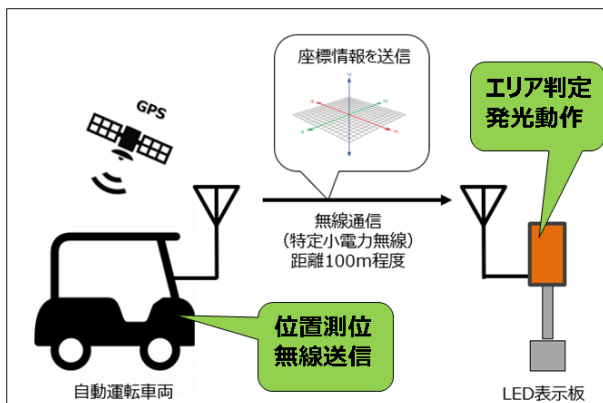 座標情報を送信
エリア判定
発光動作
GPS
無線通信
（特定小電力無線）
距離100m程度
位置測位
無線送信
自動運転車両
LED表示板